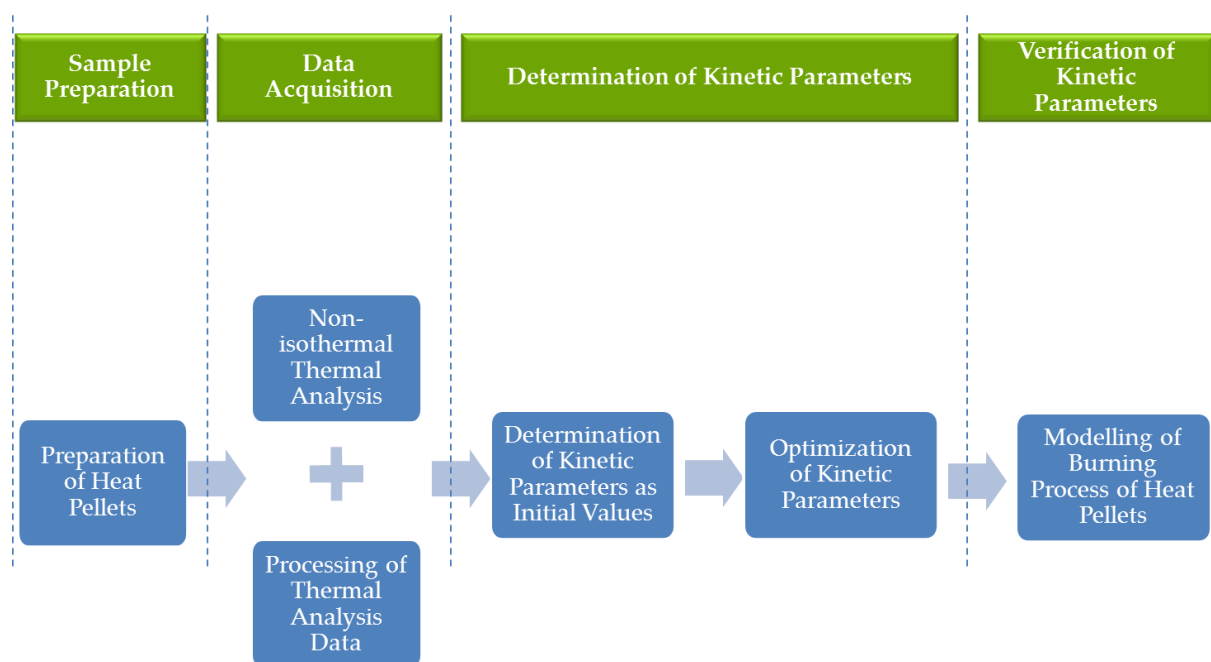 Sample
Preparation
Data
Acquisition
Determination of Kinetic Parameters
Verification of
Kinetic
Parameters
Preparation
of Heat
Pellets
Non-
isothermal
Thermal
Analysis
Processing of
Thermal
Analysis
Data
Determination
of Kinetic
Parameters as
Initial Values
Optimization
of Kinetic
Parameters
Modelling of
Burning
Process of Heat
Pellets